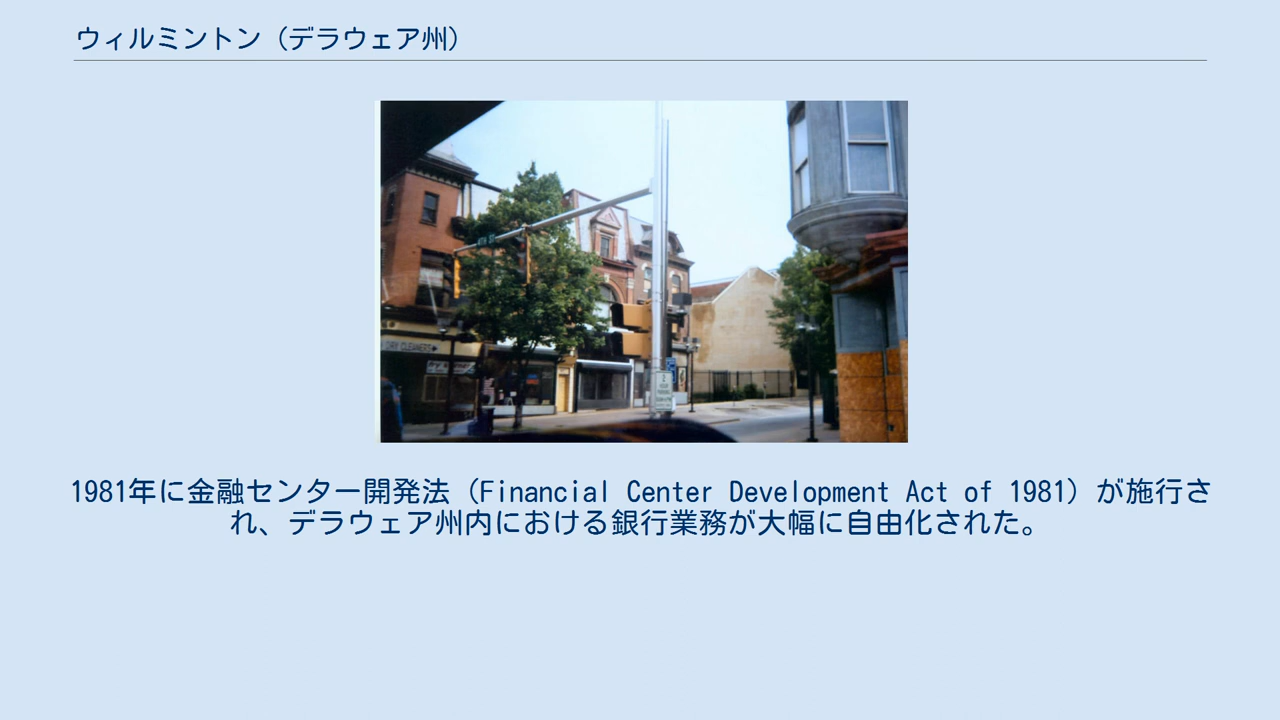 ウィルミントン（デラウェア州）
DRY CLEANERS
1981年に金融センター開発法（Financial Center Development Act of 1981）が施行さ
れ、デラウェア州内における銀行業務が大幅に自由化された。